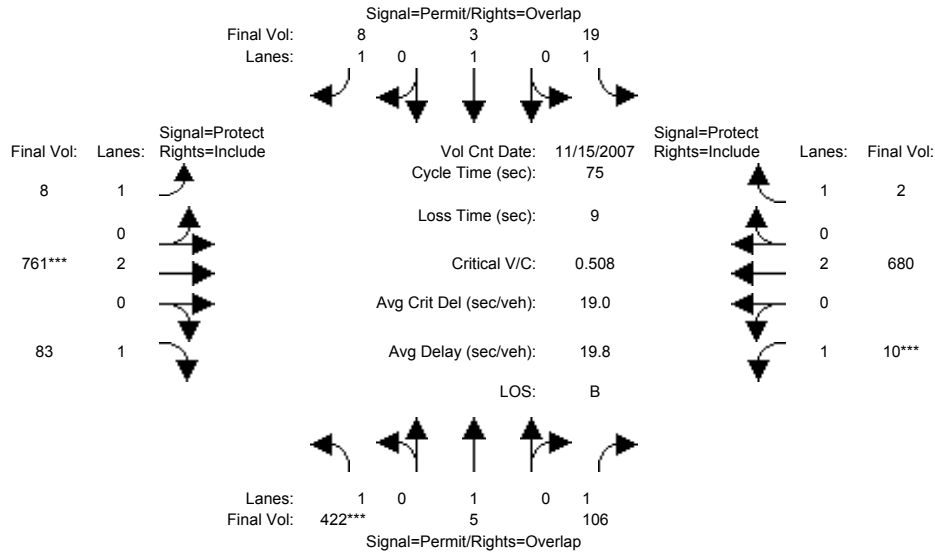 Signal=Permit/Rights=Overlap
Final Vol: 8 3 19
Lanes: 1 0 1 0 1
Signal=Protect Signal=Protect
Final Vol: Lanes: Rights=Include Vol Cnt Date: 11/15/2007 Rights=Include Lanes: Final Vol:
Cycle Time (sec): 75
8 1 1 2
Loss Time (sec): 9
0 0
761*** 2 Critical V/C: 0.508 2 680
0 Avg Crit Del (sec/veh): 19.0 0
83 1 Avg Delay (sec/veh): 19.8 1 10***
LOS: B
Lanes: 1 0 1 0 1
Final Vol: 422*** 5 106
Signal=Permit/Rights=Overlap